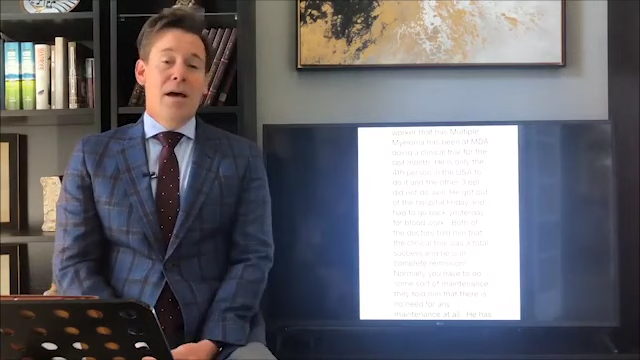 worker that has Multiple
Myeloma has been at MDA
doing a clinical trial for the
last month. He is only the
4th person in the USA to
do it and the other 3 ppl
did not do well. He got out
of the hospital Friday and
had to go back yesterday
for blood work. Both of
the doctors told him that
the clinical trial was a total
success and he is in
complete remission!
Normally you have to do
some sort of maintenance
they told him that there is
no need for any
maintenance at all. He has